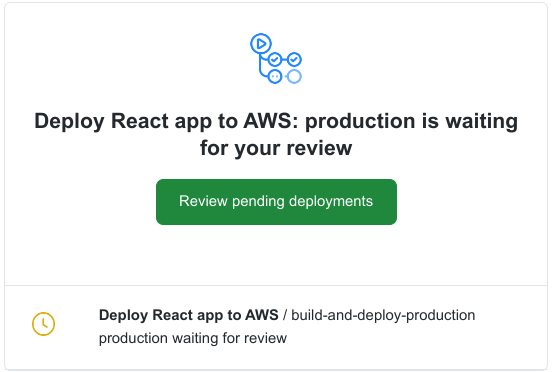 Deploy React app to AWS: production is waiting
for your review
Review pending deployments
Deploy React app to AWS / build-and-deploy-production
production waiting for review